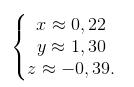 x ≈ 0,22
y ≈ 1,30
z ≈ −0,39.